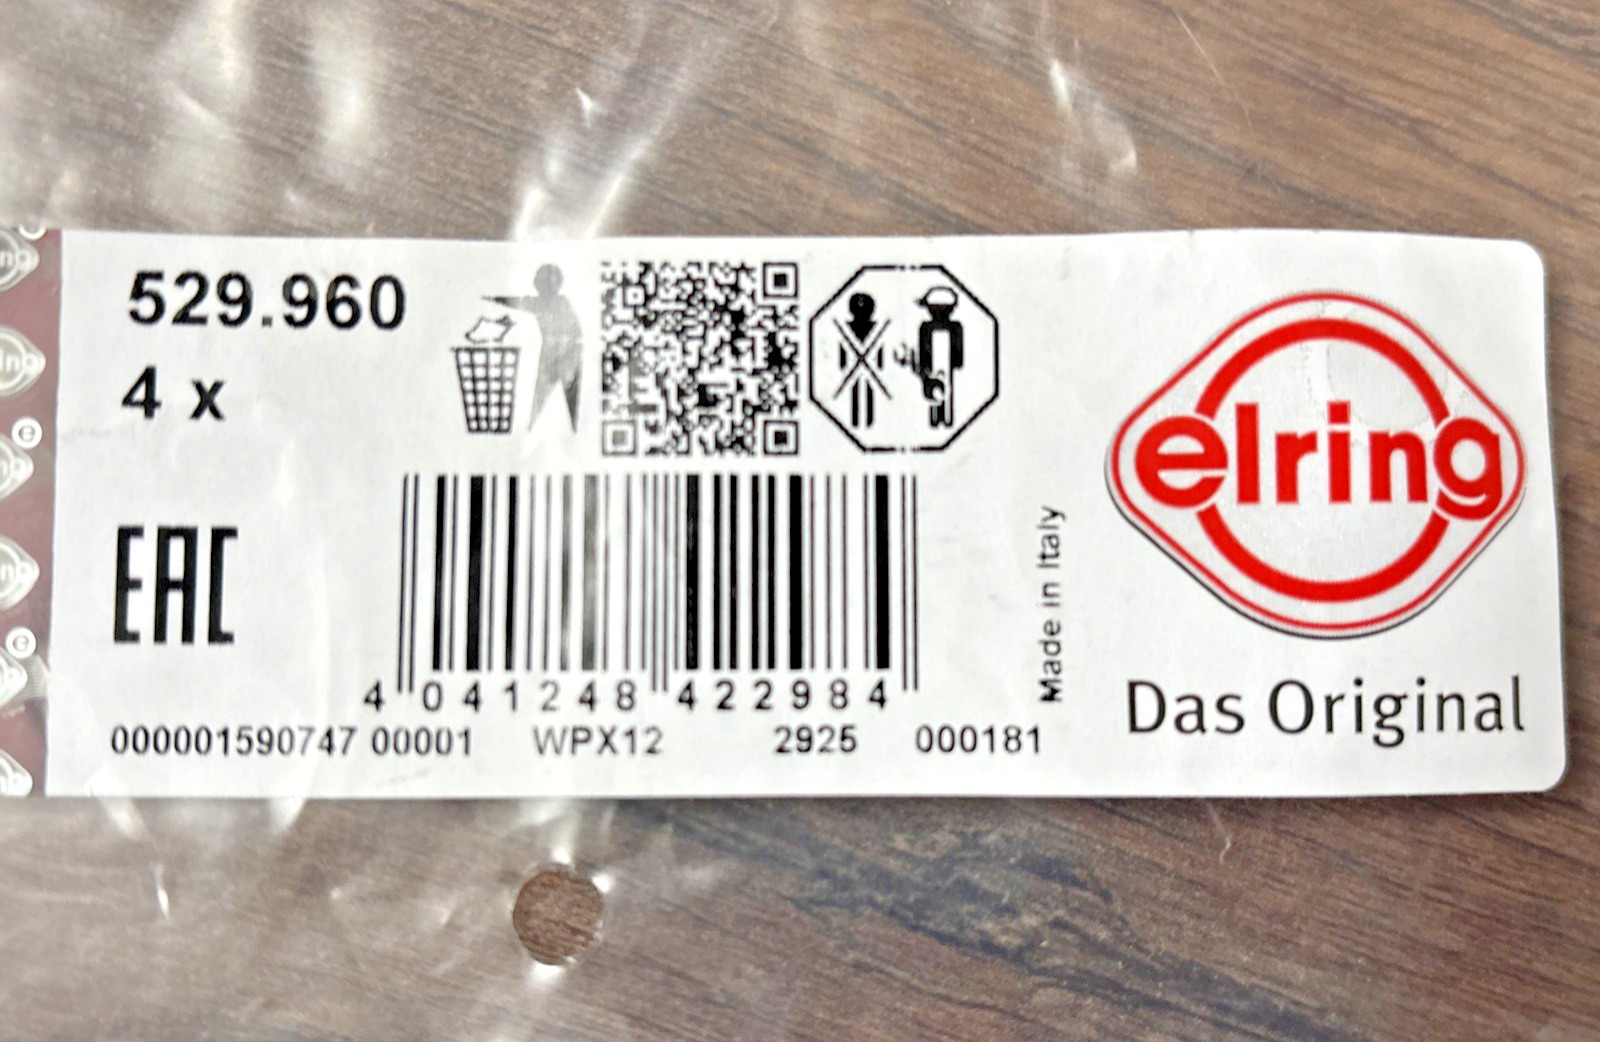 529.960
4 x
EAC
4 041248 422984
000001590747 00001 WPX12 2925 000181
Made in Italy
elring
Das Original